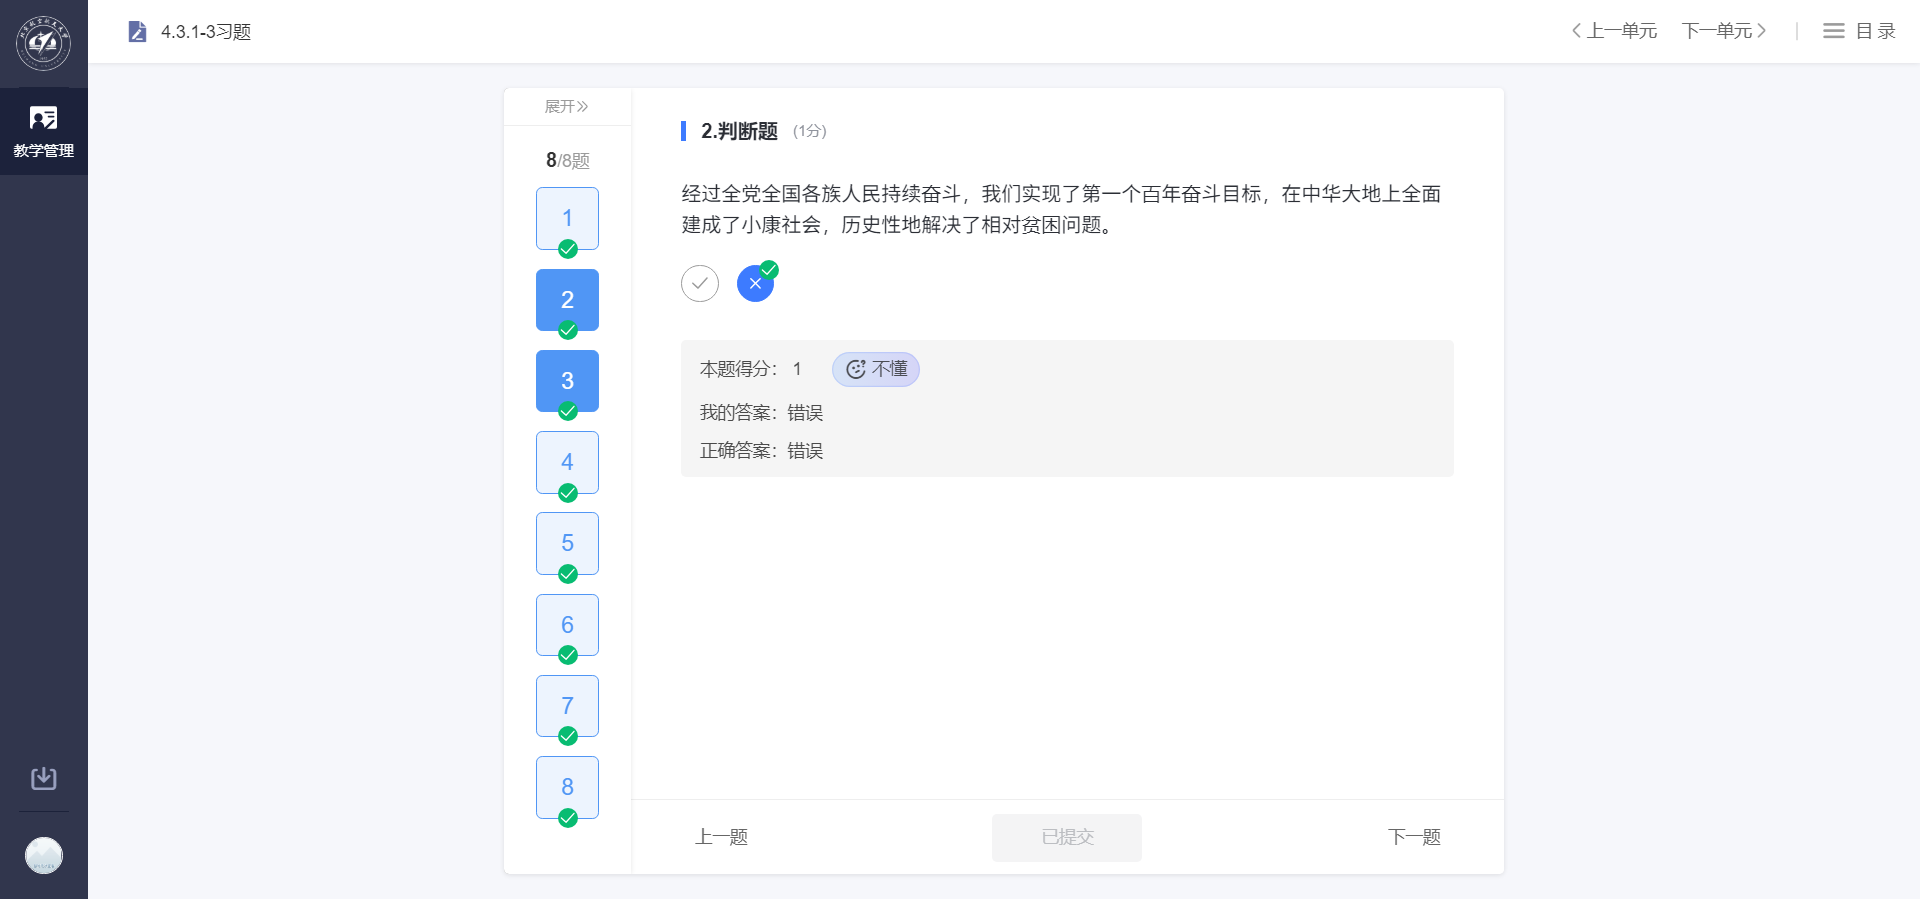 4.3.1-3习题
上一单元
下一单元
目录
教学管理
展开
8/8题
1
2
3
4
5
6
7
8
2.判断题 (1分)
经过全党全国各族人民持续奋斗，我们实现了第一个百年奋斗目标，在中华大地上全面
建成了小康社会，历史性地解决了相对贫困问题。
本题得分： 1 不懂
我的答案：错误
正确答案：错误
上一题
已提交
下一题